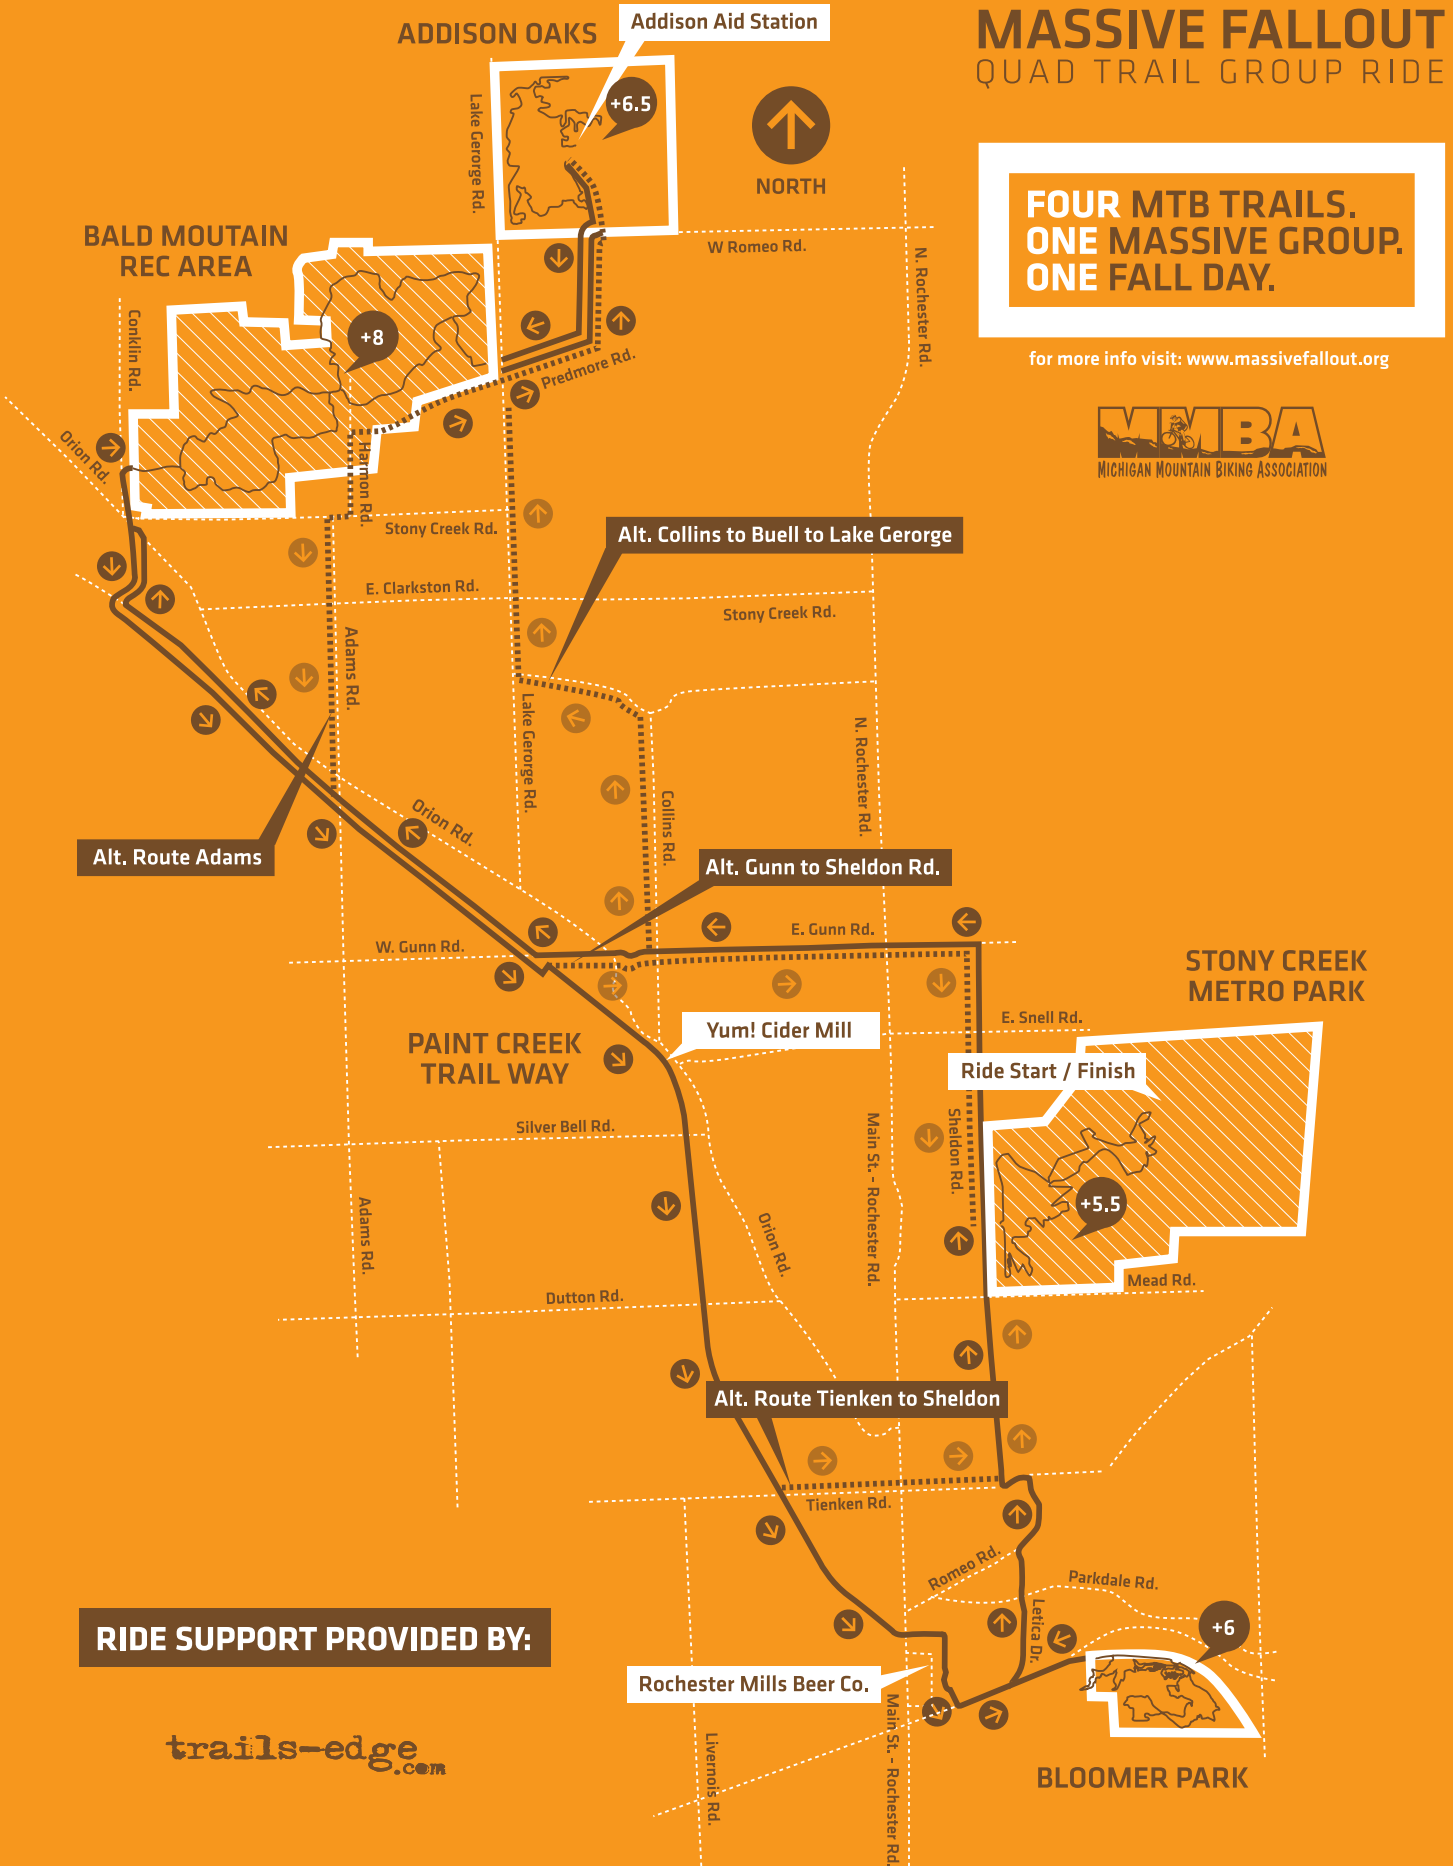 MASSIVE FALLOUT
QUAD TRAIL GROUP RIDE
FOUR MTB TRAILS.
ONE MASSIVE GROUP.
ONE FALL DAY.
for more info visit: www.massivefallout.org
MMBA
MICHIGAN MOUNTAIN BIKING ASSOCIATION
ADDISON OAKS
Addison Aid Station
+6.5
Lake Gerorge Rd.
NORTH
W Romeo Rd.
N. Rochester Rd.
BALD MOUTAIN
REC AREA
+8
Conklin Rd.
Orion Rd.
Predmore Rd.
Harmon Rd.
Stony Creek Rd.
Alt. Collins to Buell to Lake Gerorge
E. Clarkston Rd.
Stony Creek Rd.
Adams Rd.
Lake Gerorge Rd.
N. Rochester Rd.
Collins Rd.
Orion Rd.
Alt. Route Adams
Alt. Gunn to Sheldon Rd.
W. Gunn Rd.
E. Gunn Rd.
STONY CREEK
METRO PARK
E. Snell Rd.
Yum! Cider Mill
PAINT CREEK
TRAIL WAY
Ride Start / Finish
Silver Bell Rd.
Sheldon Rd.
Main St. - Rochester Rd.
+5.5
Adams Rd.
Orion Rd.
Mead Rd.
Dutton Rd.
Alt. Route Tienken to Sheldon
Tienken Rd.
Romeo Rd.
Parkdale Rd.
Letica Dr.
+6
RIDE SUPPORT PROVIDED BY:
Rochester Mills Beer Co.
trails-edge
.com
Livernois Rd.
Main St. - Rochester Rd.
BLOOMER PARK